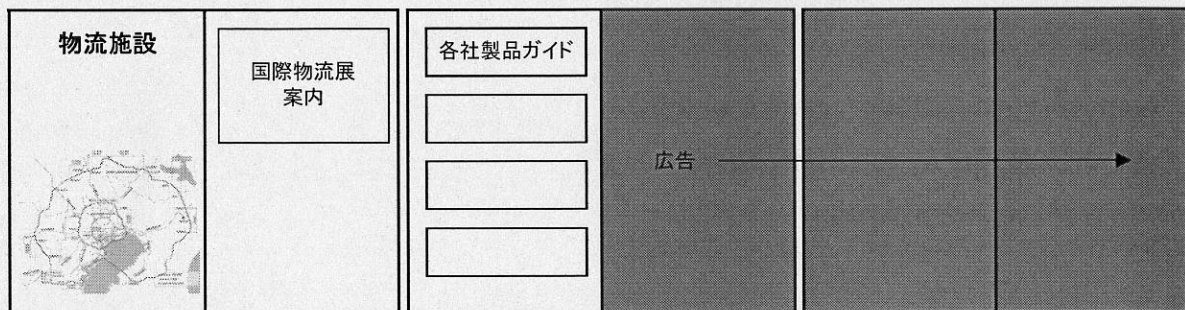 物流施設
国際物流展
案内
各社製品ガイド
広告